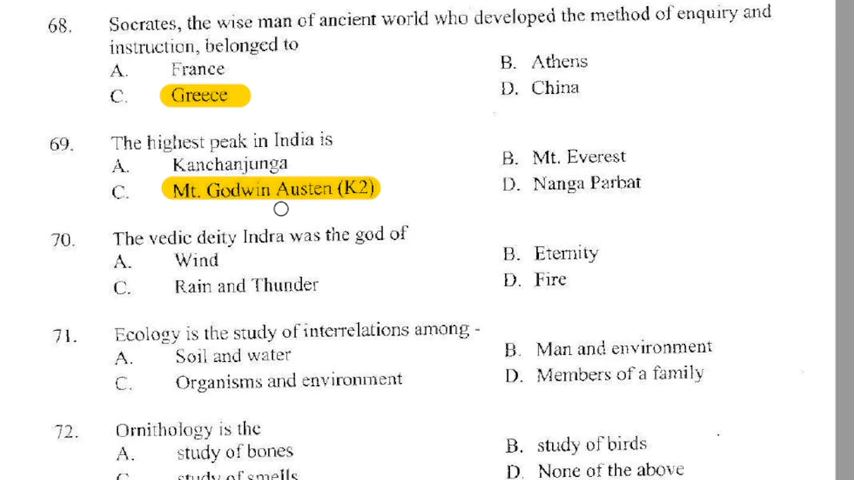 68. Socrates, the wise man of ancient world who developed the method of enquiry and
instruction, belonged to
A. France B. Athens
C. Greece D. China
69. The highest peak in India is
A. Kanchanjunga B. Mt. Everest
C. Mt. Godwin Austen (K2) D. Nanga Parbat
70. The vedic deity Indra was the god of
A. Wind B. Eternity
C. Rain and Thunder D. Fire
71. Ecology is the study of interrelations among -
A. Soil and water B. Man and environment
C. Organisms and environment D. Members of a family
72. Ornithology is the
A. study of bones B. study of birds
C study of smells D. None of the above